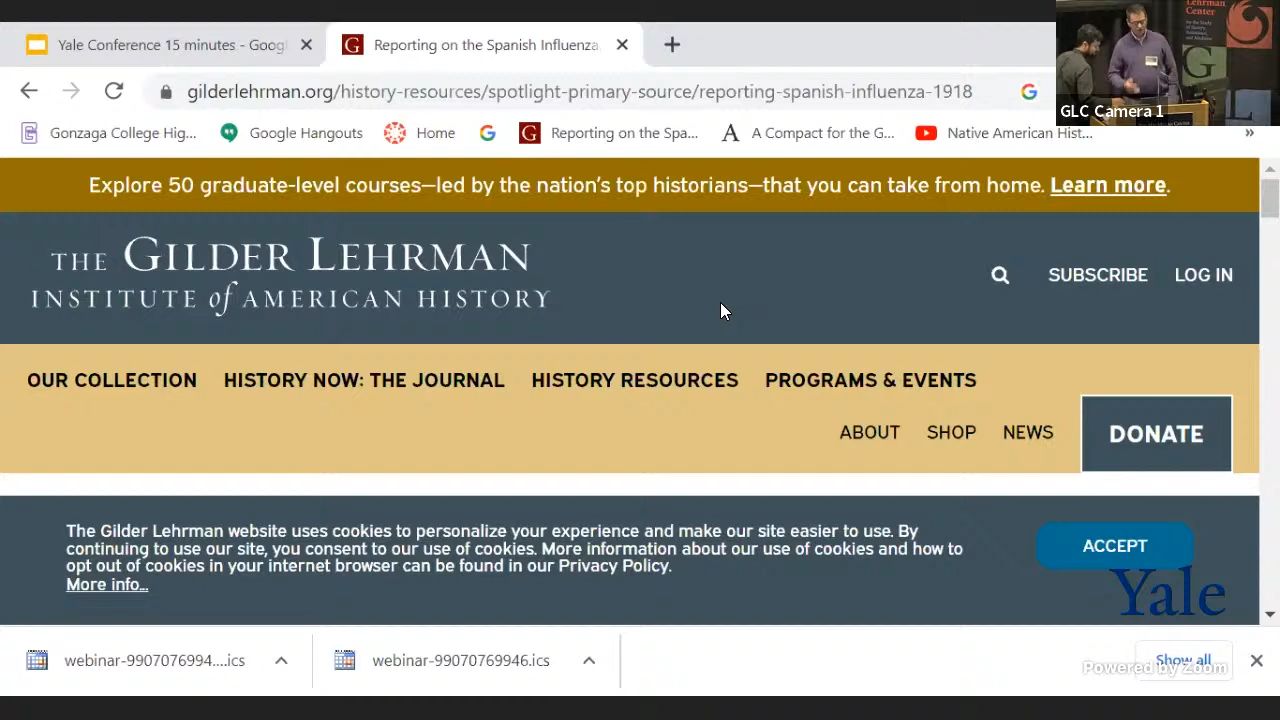 Yale Conference 15 minutes - Googl
Reporting on the Spanish Influenza,
gilderlehrman.org/history-resources/spotlight-primary-source/reporting-spanish-influenza-1918
Gonzaga College Hig...
Google Hangouts
Home
Reporting on the Spa...
A Compact for the G...
Native American Hist...
»
Lehrman
Center
GLC Camera 1
Explore 50 graduate-level courses—led by the nation's top historians—that you can take from home. Learn more.
THE GILDER LEHRMAN
INSTITUTE of AMERICAN HISTORY
SUBSCRIBE
LOG IN
OUR COLLECTION
HISTORY NOW: THE JOURNAL
HISTORY RESOURCES
PROGRAMS & EVENTS
ABOUT
SHOP
NEWS
DONATE
The Gilder Lehrman website uses cookies to personalize your experience and make our site easier to use. By
continuing to use our site, you consent to our use of cookies. More information about our use of cookies and how to
opt out of cookies in your internet browser can be found in our Privacy Policy.
More info...
ACCEPT
Yale
webinar-9907076994....ics
webinar-99070769946.ics
Show all
Powered by Zoom